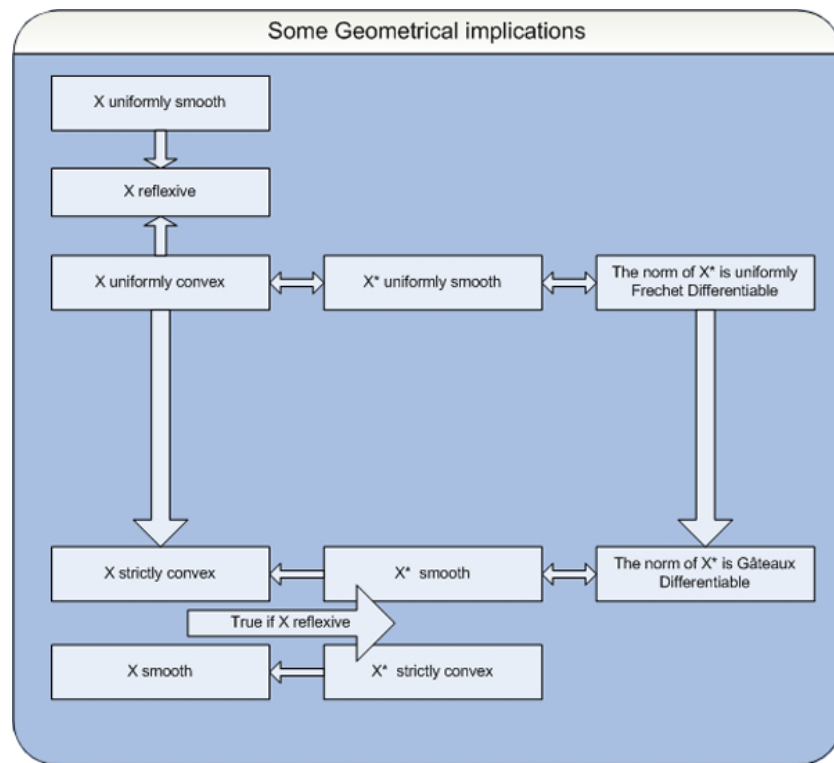 Some Geometrical implications
X uniformly smooth
X reflexive
X uniformly convex
X* uniformly smooth
The norm of X* is uniformly
Frechet Differentiable
X strictly convex
X* smooth
The norm of X* is Gâteaux
Differentiable
True if X reflexive
X smooth
X* strictly convex